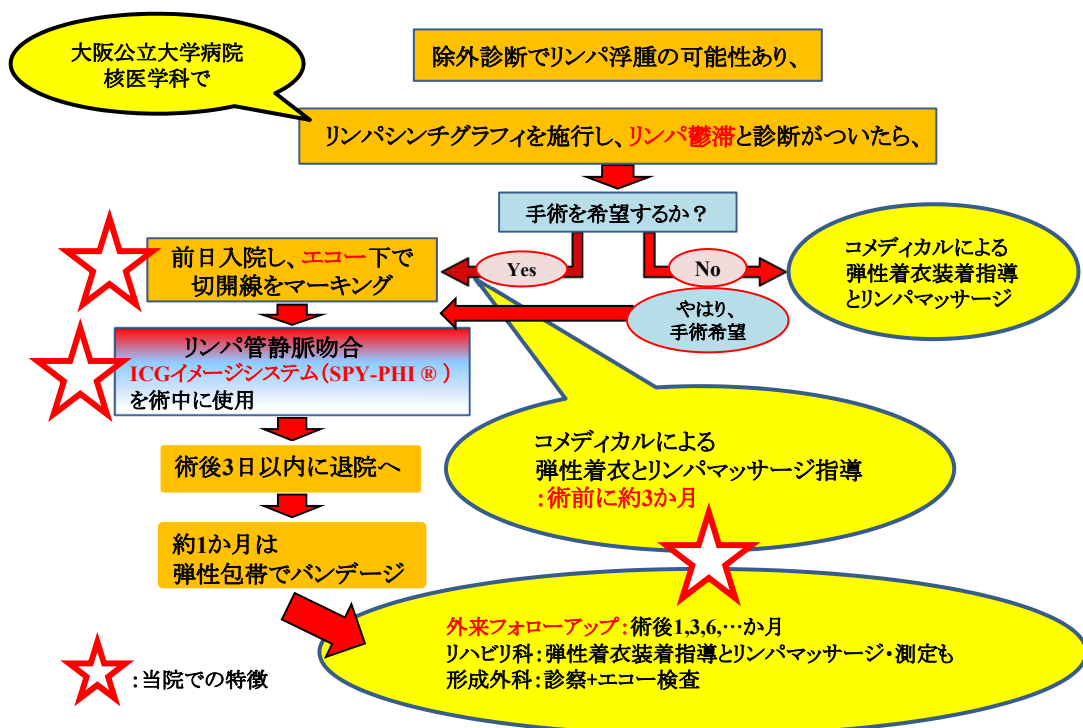 大阪公立大学病院
核医学科で
除外診断でリンパ浮腫の可能性あり、
リンパシンチグラフィを施行し、リンパ鬱滞と診断がついたら、
手術を希望するか？
Yes
No
コメディカルによる
弾性着衣装着指導
とリンパマッサージ
前日入院し、エコー下で
切開線をマーキング
やはり、
手術希望
リンパ管静脈吻合
ICGイメージシステム（SPY-PHI ®）
を術中に使用
コメディカルによる
弾性着衣とリンパマッサージ指導
：術前に約3か月
術後3日以内に退院へ
約1か月は
弾性包帯でバンデージ
外来フォローアップ：術後1,3,6,…か月
リハビリ科：弾性着衣装着指導とリンパマッサージ・測定も
形成外科：診察+エコー検査
：当院での特徴